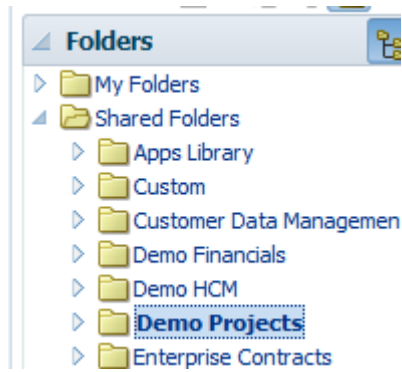 Folders
My Folders
Shared Folders
Apps Library
Custom
Customer Data Managemen
Demo Financials
Demo HCM
Demo Projects
Enterprise Contracts